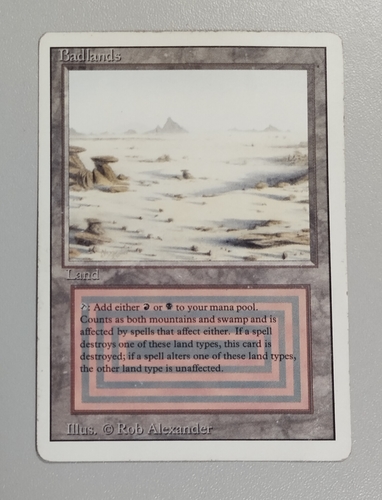 Badlands
Land
: Add either or to your mana pool.
Counts as both mountains and swamp and is
affected by spells that affect either. If a spell
destroys one of these land types, this card is
destroyed; if a spell alters one of these land types,
the other land type is unaffected.
Illus. © Rob Alexander